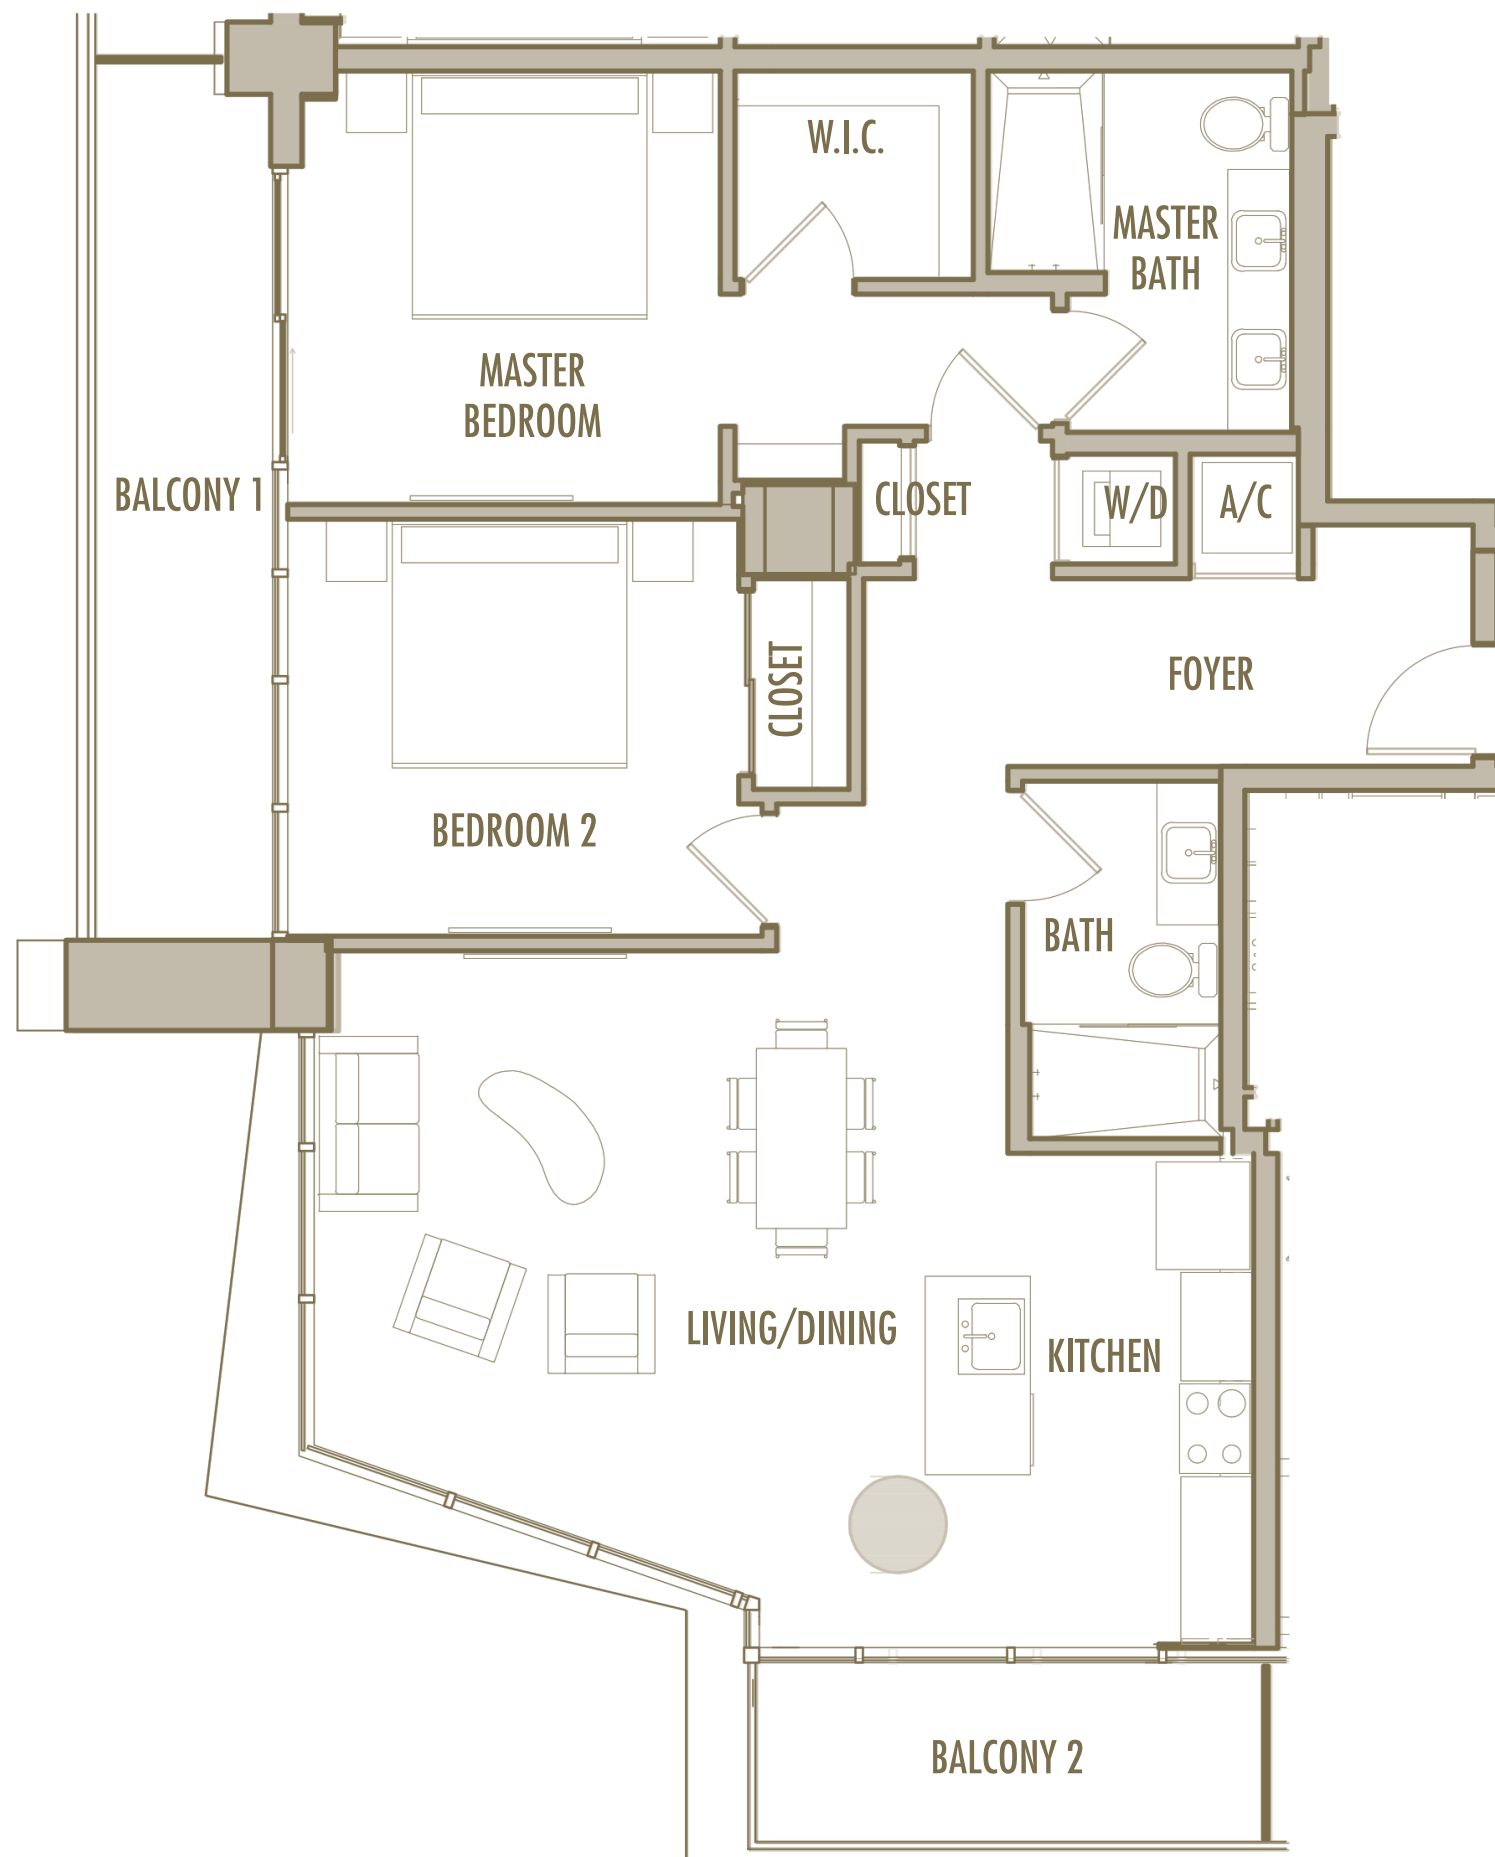 W.I.C.
MASTER
BATH
MASTER
BEDROOM
BALCONY 1
CLOSET
W/D
A/C
CLOSET
FOYER
BEDROOM 2
BATH
LIVING/DINING
KITCHEN
BALCONY 2